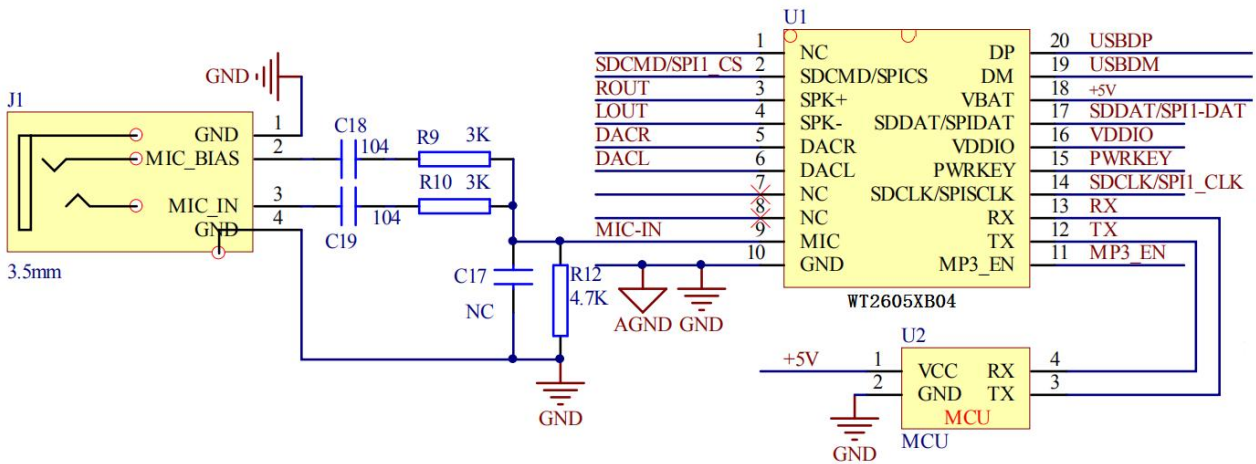 U1
1 NC DP 20 USBDP
SDCMD/SPI1_CS 2 SDCMD/SPICS DM 19 USBDM
ROUT 3 SPK+ VBAT 18 +5V
LOUT 4 SPK- SDDAT/SPIDAT 17 SDDAT/SPI1-DAT
DACR 5 DACR VDDIO 16 VDDIO
DACL 6 DACL PWRKEY 15 PWRKEY
7 NC SDCLK/SPISCLK 14 SDCLK/SPI1_CLK
8 NC RX 13 RX
MIC-IN 9 MIC TX 12 TX
10 GND MP3_EN 11 MP3_EN
WT2605XB04
AGND GND
GND
J1
GND 1
MIC_BIAS 2
MIC_IN 3
GND 4
3.5mm
C18
104
R9 3K
R10 3K
104
C19
C17
NC
R12
4.7K
GND
U2
+5V 1 VCC RX 4
2 GND TX 3
MCU
MCU
GND